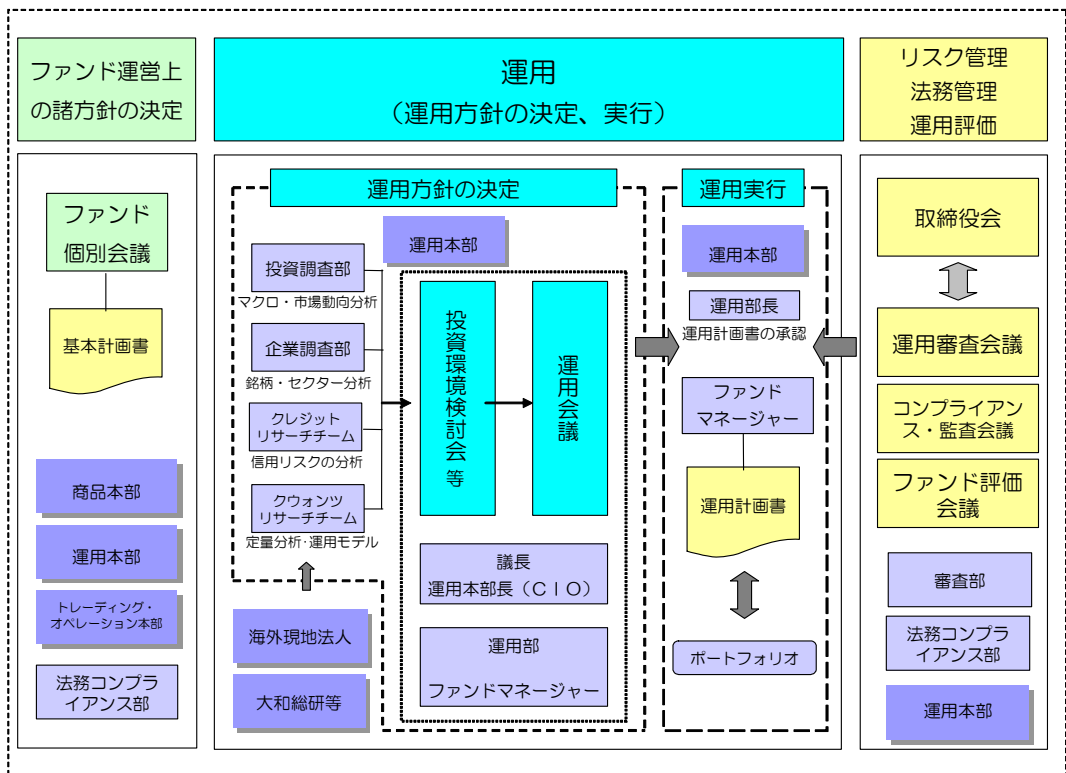 ファンド運営上
の諸方針の決定
運用
（運用方針の決定、実行）
リスク管理
法務管理
運用評価
ファンド
個別会議
基本計画書
商品本部
運用本部
トレーディング・
オペレーション本部
法務コンプラ
イアンス部
運用方針の決定
運用本部
投資調査部
マクロ・市場動向分析
企業調査部
銘柄・セクター分析
クレジット
リサーチチーム
信用リスクの分析
クウォンツ
リサーチチーム
定量分析・運用モデル
海外現地法人
大和総研等
投資環境検討会等
運用会議
議長
運用本部長（ＣＩＯ）
運用部
ファンドマネージャー
運用実行
運用本部
運用部長
運用計画書の承認
ファンド
マネージャー
運用計画書
ポートフォリオ
取締役会
運用審査会議
コンプライアン
ス・監査会議
ファンド評価
会議
審査部
法務コンプラ
イアンス部
運用本部